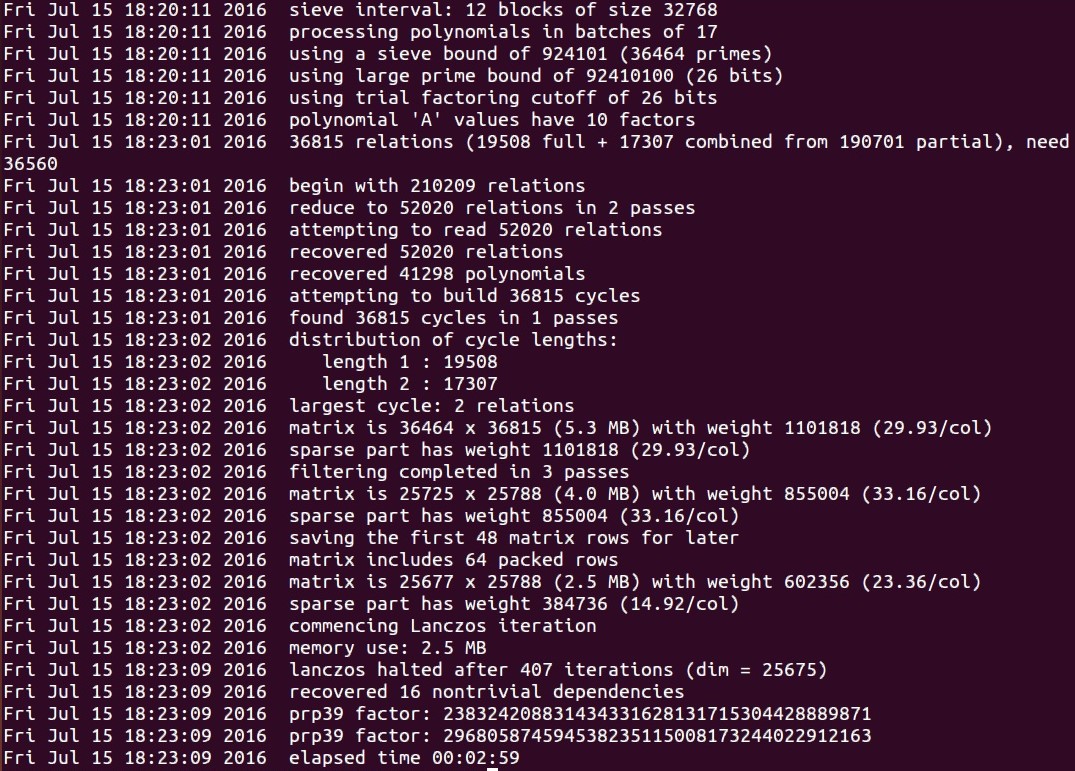 Fri Jul 15 18:20:11 2016  sieve interval: 12 blocks of size 32768
Fri Jul 15 18:20:11 2016  processing polynomials in batches of 17
Fri Jul 15 18:20:11 2016  using a sieve bound of 924101 (36464 primes)
Fri Jul 15 18:20:11 2016  using large prime bound of 92410100 (26 bits)
Fri Jul 15 18:20:11 2016  using trial factoring cutoff of 26 bits
Fri Jul 15 18:20:11 2016  polynomial 'A' values have 10 factors
Fri Jul 15 18:23:01 2016  36815 relations (19508 full + 17307 combined from 190701 partial), need
36560
Fri Jul 15 18:23:01 2016  begin with 210209 relations
Fri Jul 15 18:23:01 2016  reduce to 52020 relations in 2 passes
Fri Jul 15 18:23:01 2016  attempting to read 52020 relations
Fri Jul 15 18:23:01 2016  recovered 52020 relations
Fri Jul 15 18:23:01 2016  recovered 41298 polynomials
Fri Jul 15 18:23:01 2016  attempting to build 36815 cycles
Fri Jul 15 18:23:01 2016  found 36815 cycles in 1 passes
Fri Jul 15 18:23:02 2016  distribution of cycle lengths:
Fri Jul 15 18:23:02 2016     length 1 : 19508
Fri Jul 15 18:23:02 2016     length 2 : 17307
Fri Jul 15 18:23:02 2016  largest cycle: 2 relations
Fri Jul 15 18:23:02 2016  matrix is 36464 x 36815 (5.3 MB) with weight 1101818 (29.93/col)
Fri Jul 15 18:23:02 2016  sparse part has weight 1101818 (29.93/col)
Fri Jul 15 18:23:02 2016  filtering completed in 3 passes
Fri Jul 15 18:23:02 2016  matrix is 25725 x 25788 (4.0 MB) with weight 855004 (33.16/col)
Fri Jul 15 18:23:02 2016  sparse part has weight 855004 (33.16/col)
Fri Jul 15 18:23:02 2016  saving the first 48 matrix rows for later
Fri Jul 15 18:23:02 2016  matrix includes 64 packed rows
Fri Jul 15 18:23:02 2016  matrix is 25677 x 25788 (2.5 MB) with weight 602356 (23.36/col)
Fri Jul 15 18:23:02 2016  sparse part has weight 384736 (14.92/col)
Fri Jul 15 18:23:02 2016  commencing Lanczos iteration
Fri Jul 15 18:23:02 2016  memory use: 2.5 MB
Fri Jul 15 18:23:09 2016  lanczos halted after 407 iterations (dim = 25675)
Fri Jul 15 18:23:09 2016  recovered 16 nontrivial dependencies
Fri Jul 15 18:23:09 2016  prp39 factor: 238324208831434331628131715304428889871
Fri Jul 15 18:23:09 2016  prp39 factor: 296805874594538235115008173244022912163
Fri Jul 15 18:23:09 2016  elapsed time 00:02:59